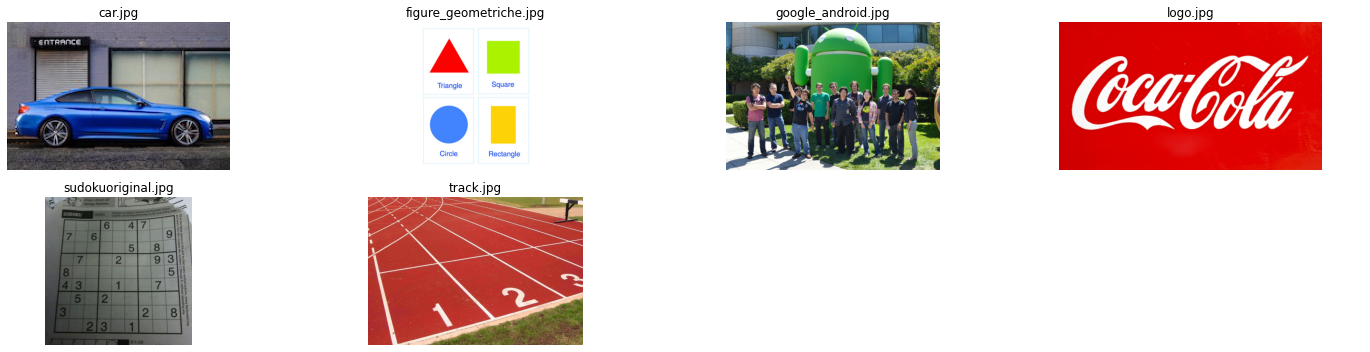 car.jpg
figure_geometriche.jpg
google_android.jpg
logo.jpg
ENTRANCE
Triangle
Square
Circle
Rectangle
Coca-Cola
sudokuoriginal.jpg
track.jpg
6 4 7
7 6 9
5 8
7 2 9 3
8 5
4 3 1 7
5 2
3 2 8
2 3 1
1 2 3